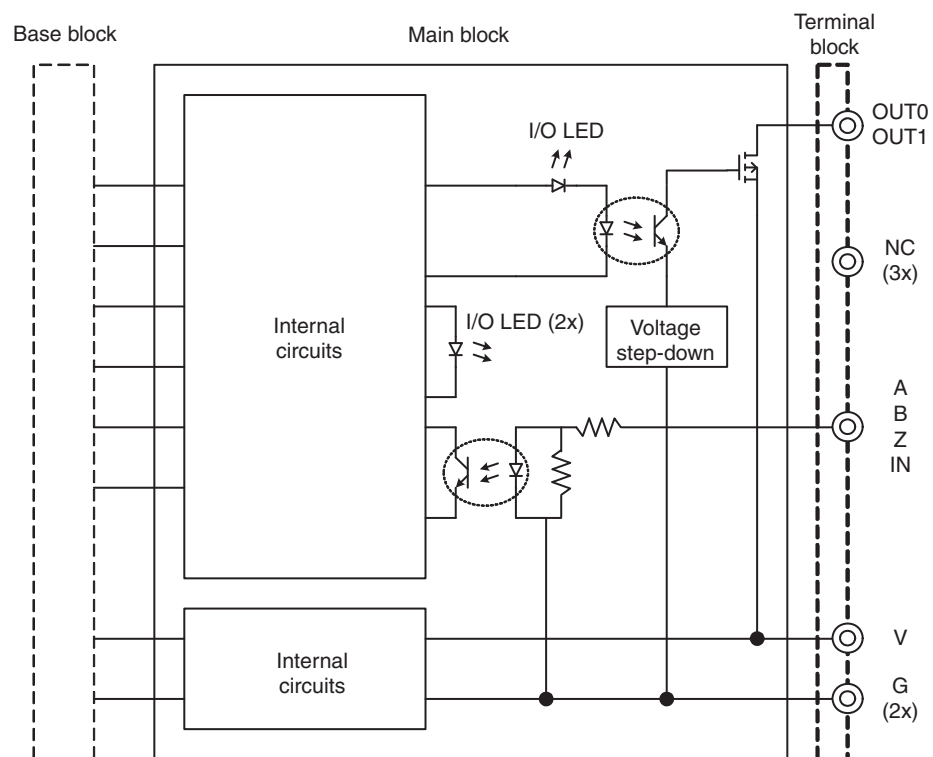 Base block
Main block
Terminal
block
I/O LED
OUT0
OUT1
NC
(3x)
Internal
circuits
I/O LED (2x)
Voltage
step-down
A
B
Z
IN
Internal
circuits
V
G
(2x)